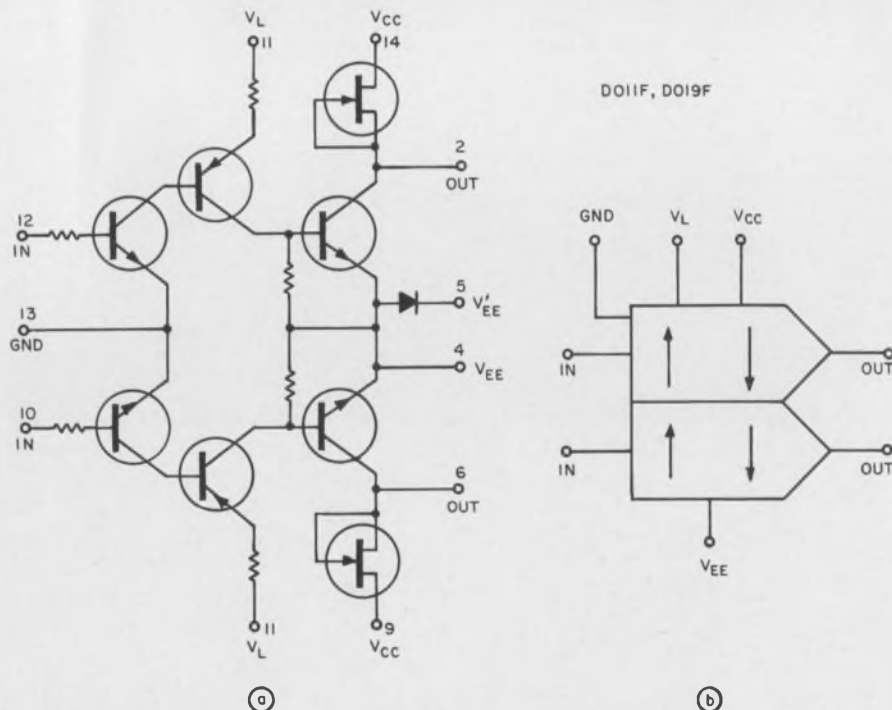 VL
11
VCC
14
2
OUT
12
IN
5
V'EE
13
GND
4
VEE
10
IN
6
OUT
11
VL
9
VCC
a
DO11F, DO19F
GND
VL
VCC
IN
OUT
IN
OUT
VEE
b